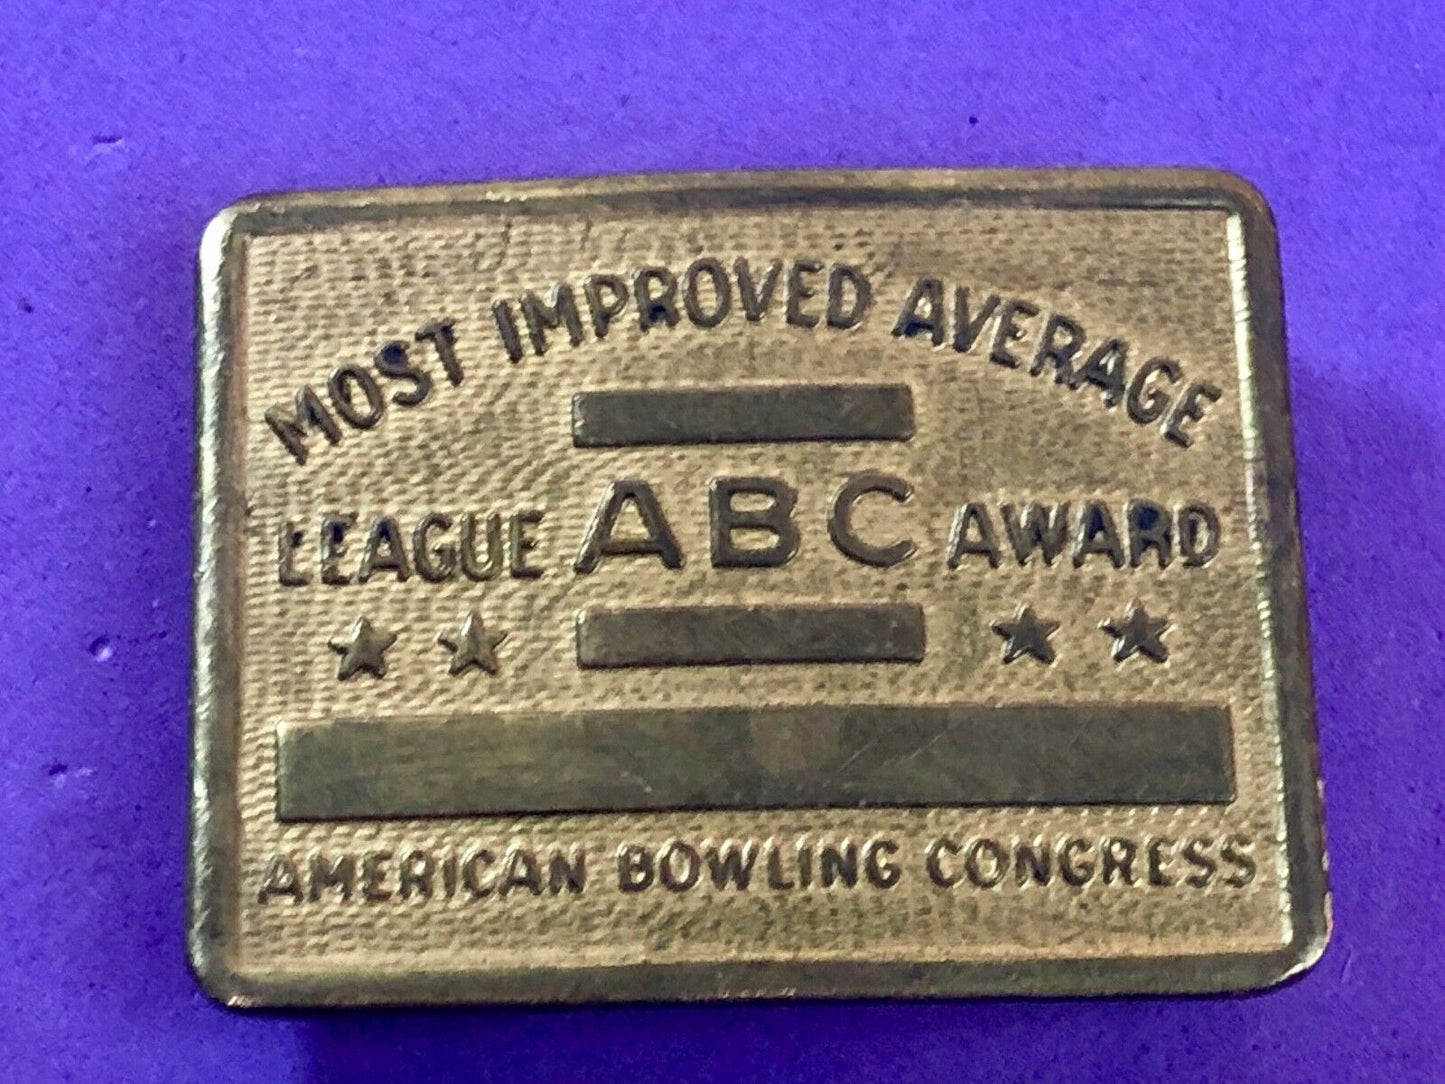 MOST IMPROVED AVERAGE
LEAGUE ABC AWARD
AMERICAN BOWLING CONGRESS